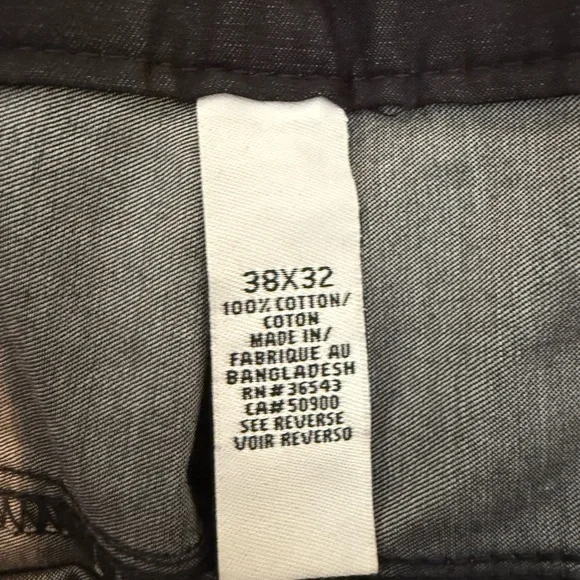 38X32
100% COTTON/
COTON
MADE IN/
FABRIQUE AU
BANGLADESH
RN#36543
CA#50900
SEE REVERSE
VOIR REVERSO